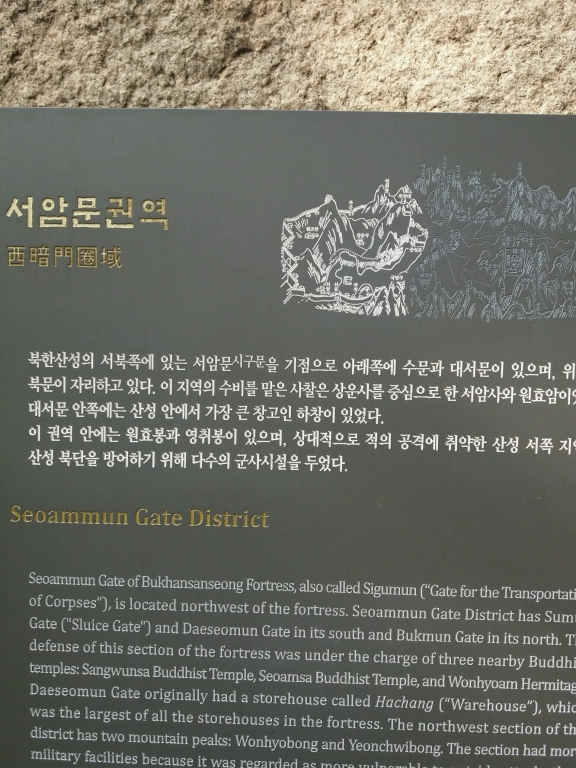 서암문권역
西暗門圈域
북한산성의 서북쪽에 있는 서암문시구문을 기점으로 아래쪽에 수문과 대서문이 있으며, 위
북문이 자리하고 있다. 이 지역의 수비를 맡은 사찰은 상운사를 중심으로 한 서암사와 원효암이
대서문 안쪽에는 산성 안에서 가장 큰 창고인 하창이 있었다.
이 권역 안에는 원효봉과 영취봉이 있으며, 상대적으로 적의 공격에 취약한 산성 서쪽 지
산성 북단을 방어하기 위해 다수의 군사시설을 두었다.
Seoammun Gate District
Seoammun Gate of Bukhansanseong Fortress, also called Sigumun (“Gate for the Transportati
of Corpses”), is located northwest of the fortress. Seoammun Gate District has Sumu
Gate (“Sluice Gate”) and Daeseomun Gate in its south and Bukmun Gate in its north. Th
defense of this section of the fortress was under the charge of three nearby Buddhi
temples: Sangwunsa Buddhist Temple, Seoamsa Buddhist Temple, and Wonhyoam Hermitag
Daeseomun Gate originally had a storehouse called Hachang (“Warehouse”), whic
was the largest of all the storehouses in the fortress. The northwest section of th
district has two mountain peaks: Wonhyobong and Yeonchwibong. The section had mor
military facilities because it was regarded as more vulnerable to